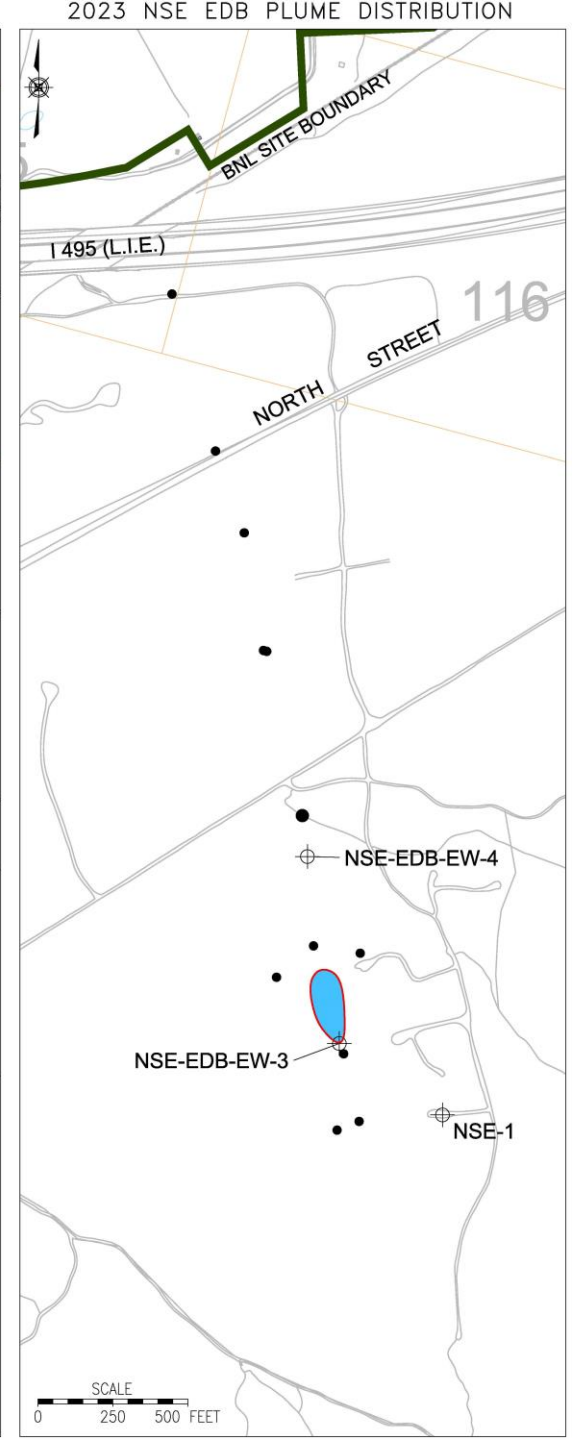 2023 NSE EDB PLUME DISTRIBUTION
BNL SITE BOUNDARY
I 495 (L.I.E.)
116
NORTH STREET
NSE-EDB-EW-4
NSE-EDB-EW-3
NSE-1
SCALE
0 250 500 FEET